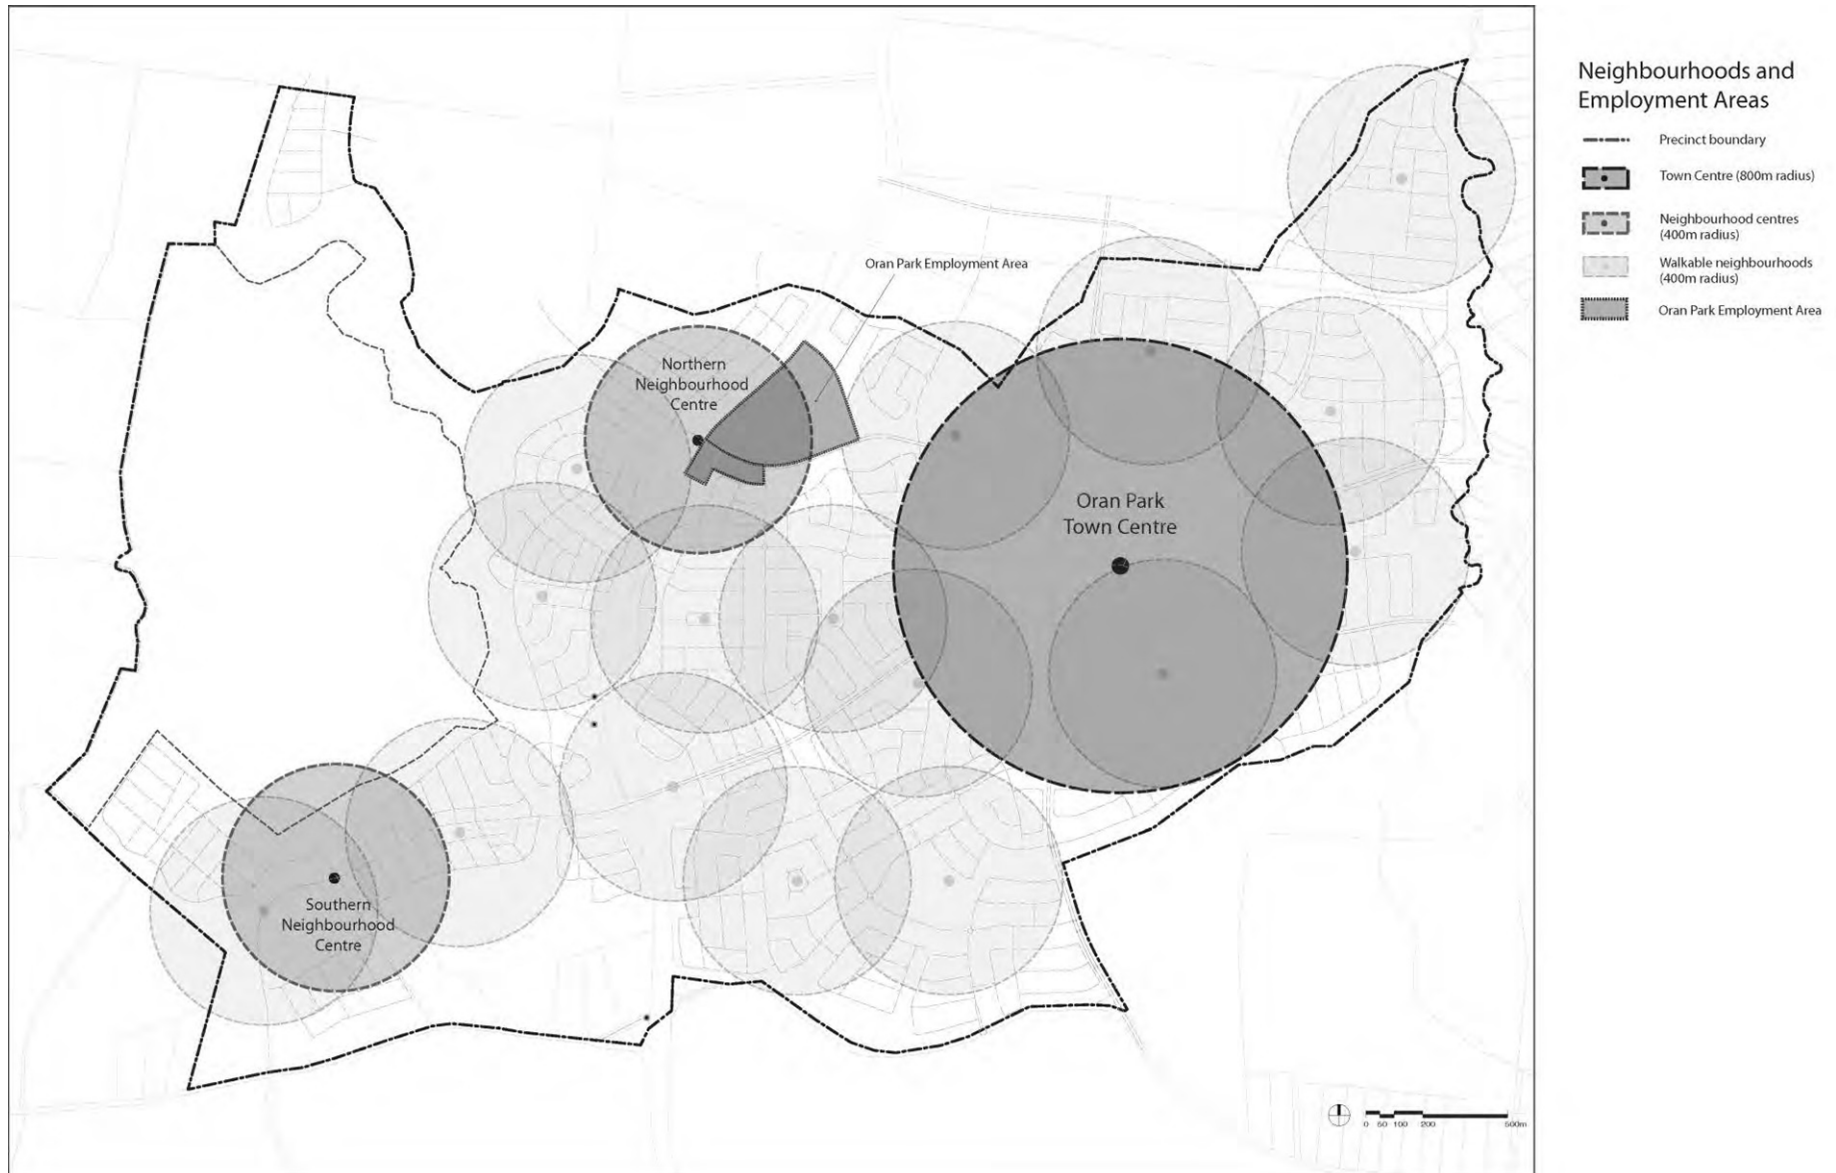 Neighbourhoods and
Employment Areas
Precinct boundary
Town Centre (800m radius)
Neighbourhood centres
(400m radius)
Walkable neighbourhoods
(400m radius)
Oran Park Employment Area
Oran Park Employment Area
Northern
Neighbourhood
Centre
Oran Park
Town Centre
Southern
Neighbourhood
Centre
0 50 100 200 500m